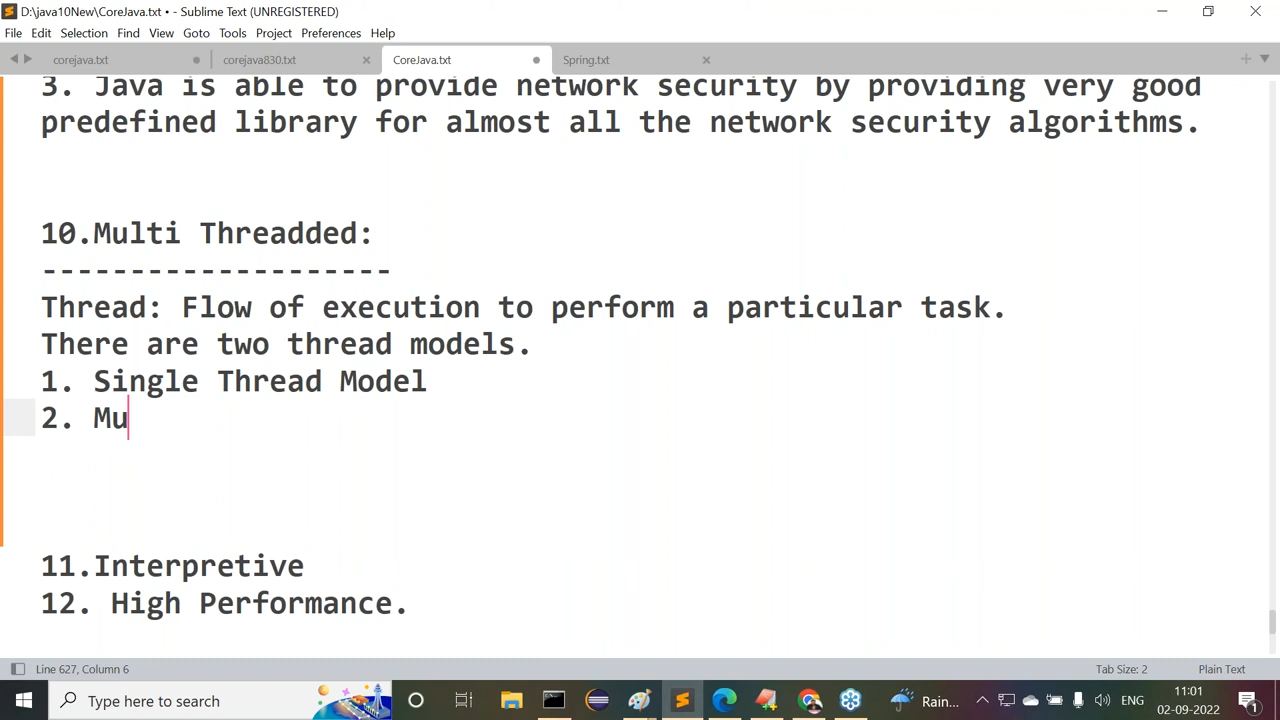 D:\java10New\CoreJava.txt • - Sublime Text (UNREGISTERED)
File Edit Selection Find View Goto Tools Project Preferences Help
corejava.txt corejava830.txt CoreJava.txt Spring.txt
3. Java is able to provide network security by providing very good
predefined library for almost all the network security algorithms.
10.Multi Threadded:
--------------------
Thread: Flow of execution to perform a particular task.
There are two thread models.
1. Single Thread Model
2. Mu
11.Interpretive
12. High Performance.
Line 627, Column 6 Tab Size: 2 Plain Text
Type here to search Rain... ENG 11:01
02-09-2022 1